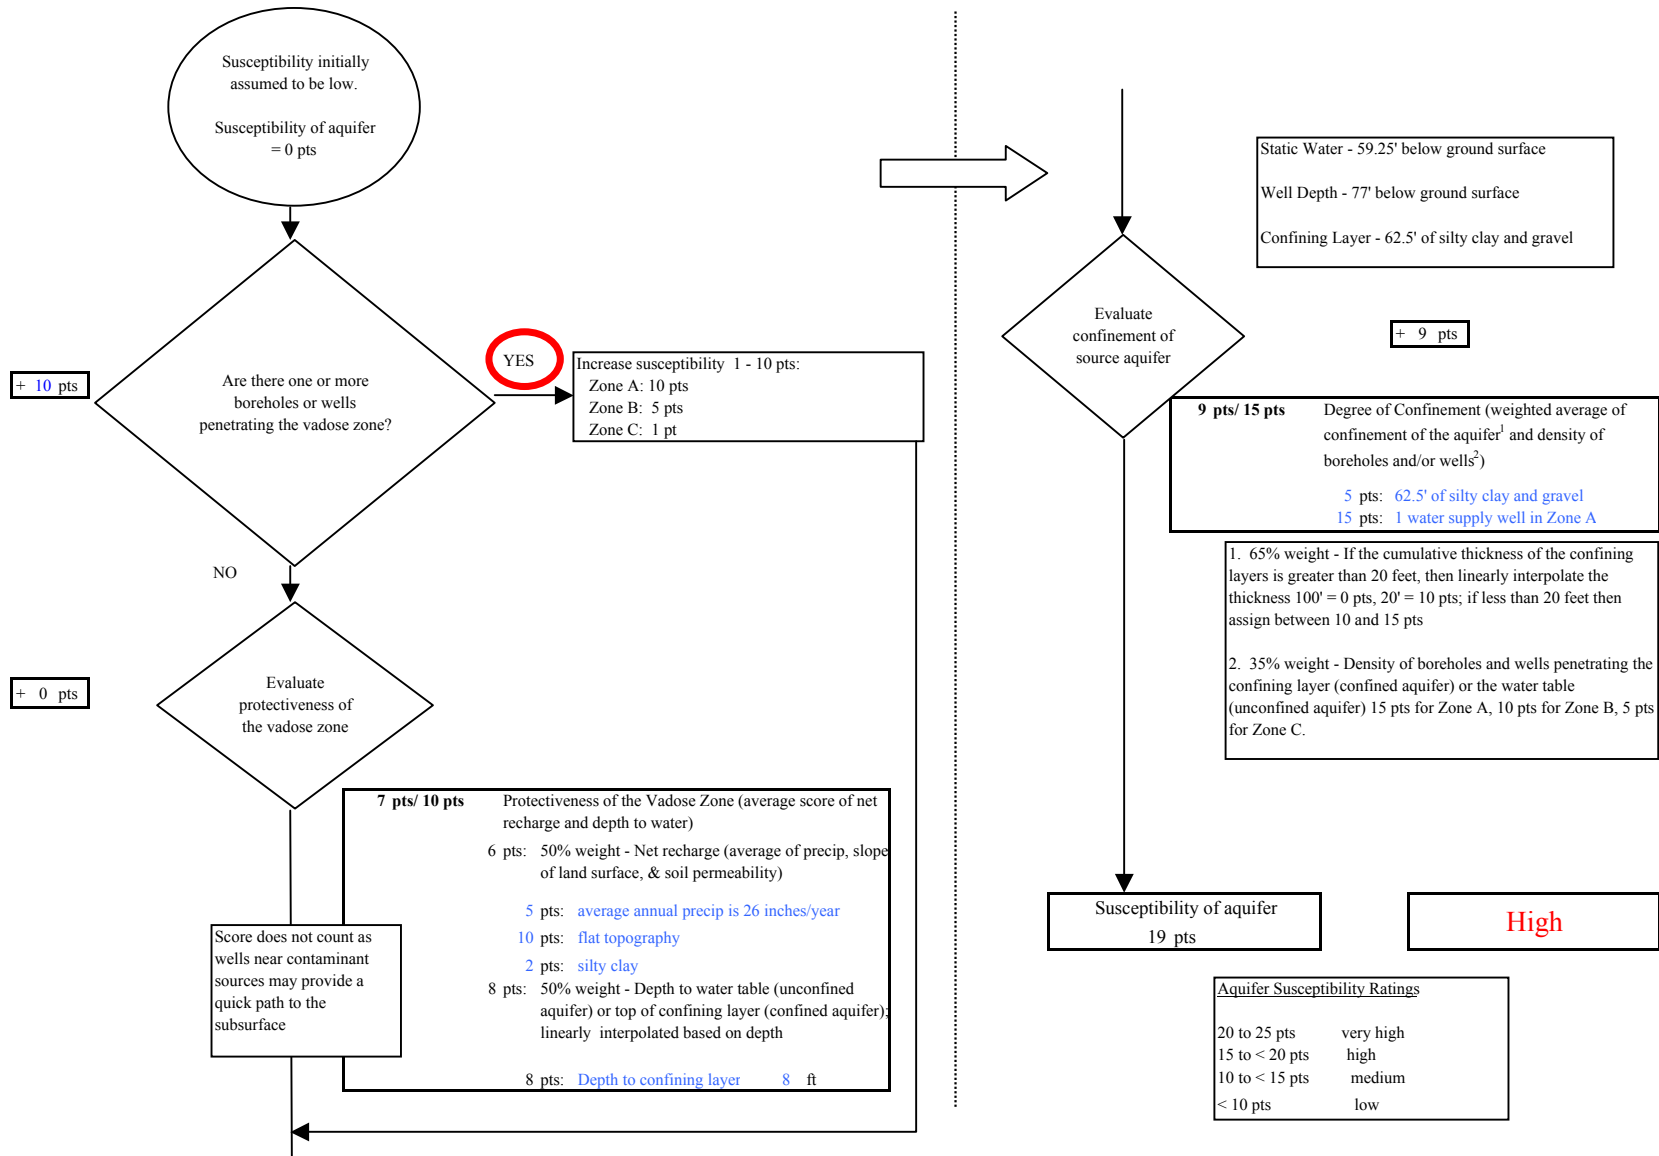 Susceptibility initially
assumed to be low.
Susceptibility of aquifer
= 0 pts
+ 10 pts
Are there one or more
boreholes or wells
penetrating the vadose zone?
YES
Increase susceptibility 1 - 10 pts:
Zone A: 10 pts
Zone B: 5 pts
Zone C: 1 pt
NO
+ 0 pts
Evaluate
protectiveness of
the vadose zone
7 pts/ 10 pts Protectiveness of the Vadose Zone (average score of net
recharge and depth to water)
6 pts: 50% weight - Net recharge (average of precip, slope
of land surface, & soil permeability)
5 pts: average annual precip is 26 inches/year
10 pts: flat topography
2 pts: silty clay
8 pts: 50% weight - Depth to water table (unconfined
aquifer) or top of confining layer (confined aquifer);
linearly interpolated based on depth
8 pts: Depth to confining layer 8 ft
Score does not count as
wells near contaminant
sources may provide a
quick path to the
subsurface
Static Water - 59.25' below ground surface
Well Depth - 77' below ground surface
Confining Layer - 62.5' of silty clay and gravel
Evaluate
confinement of
source aquifer
+ 9 pts
9 pts/ 15 pts Degree of Confinement (weighted average of
confinement of the aquifer¹ and density of
boreholes and/or wells²)
5 pts: 62.5' of silty clay and gravel
15 pts: 1 water supply well in Zone A
1. 65% weight - If the cumulative thickness of the confining
layers is greater than 20 feet, then linearly interpolate the
thickness 100' = 0 pts, 20' = 10 pts; if less than 20 feet then
assign between 10 and 15 pts
2. 35% weight - Density of boreholes and wells penetrating the
confining layer (confined aquifer) or the water table
(unconfined aquifer) 15 pts for Zone A, 10 pts for Zone B, 5 pts
for Zone C.
Susceptibility of aquifer
19 pts
High
Aquifer Susceptibility Ratings
20 to 25 pts very high
15 to < 20 pts high
10 to < 15 pts medium
< 10 pts low